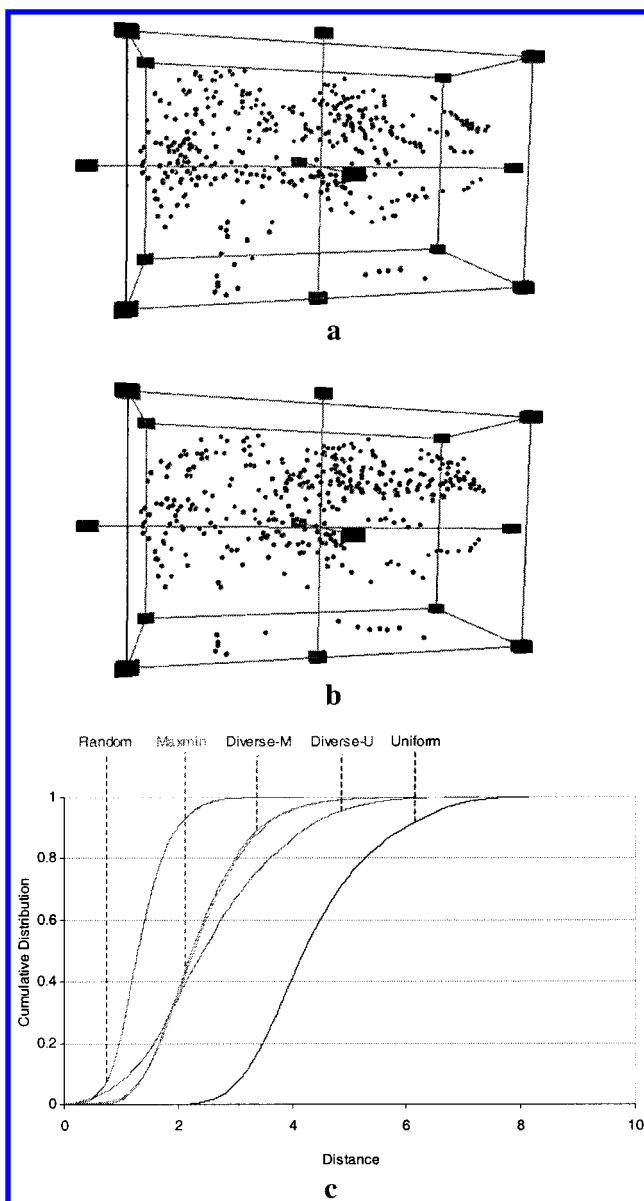 a
b
Random Maxmin Diverse-M Diverse-U Uniform
1
0.8
0.6
0.4
0.2
0
Cumulative Distribution
0 2 4 6 8 10
Distance
c